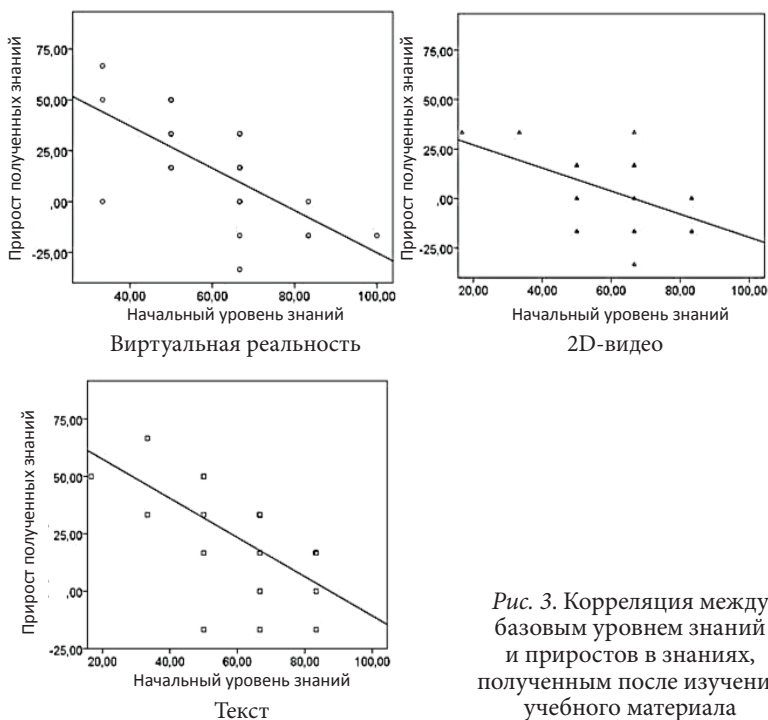 Прирост полученных знаний
75,00
50,00
25,00
,00
-25,00
40,00 60,00 80,00 100,00
Начальный уровень знаний
Виртуальная реальность
Прирост полученных знаний
75,00
50,00
25,00
,00
-25,00
20,00 40,00 60,00 80,00 100,00
Начальный уровень знаний
2D-видео
Прирост полученных знаний
75,00
50,00
25,00
,00
-25,00
20,00 40,00 60,00 80,00 100,00
Начальный уровень знаний
Текст
Рис. 3. Корреляция между
базовым уровнем знаний
и приростов в знаниях,
полученным после изучени
учебного материала